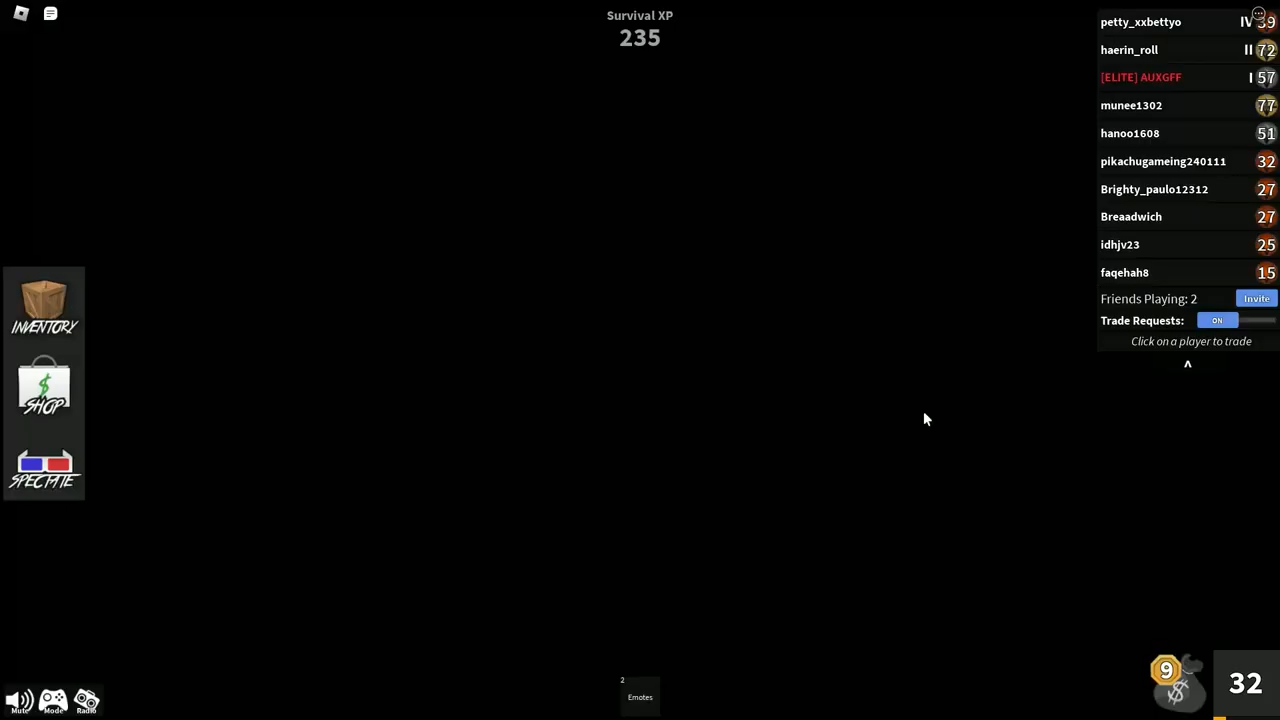 Survival XP
235
petty_xxbettyo IV 39
haerin_roll II 72
[ELITE] AUXGFF I 57
munee1302 77
hanoo1608 51
pikachugameing240111 32
Brighty_paulo12312 27
Breaadwich 27
idhjv23 25
faqehah8 15
Friends Playing: 2 Invite
Trade Requests: ON
Click on a player to trade
INVENTORY
$
SHOP
SPECTATE
Mute Mode Radio
2
Emotes
9
$
32